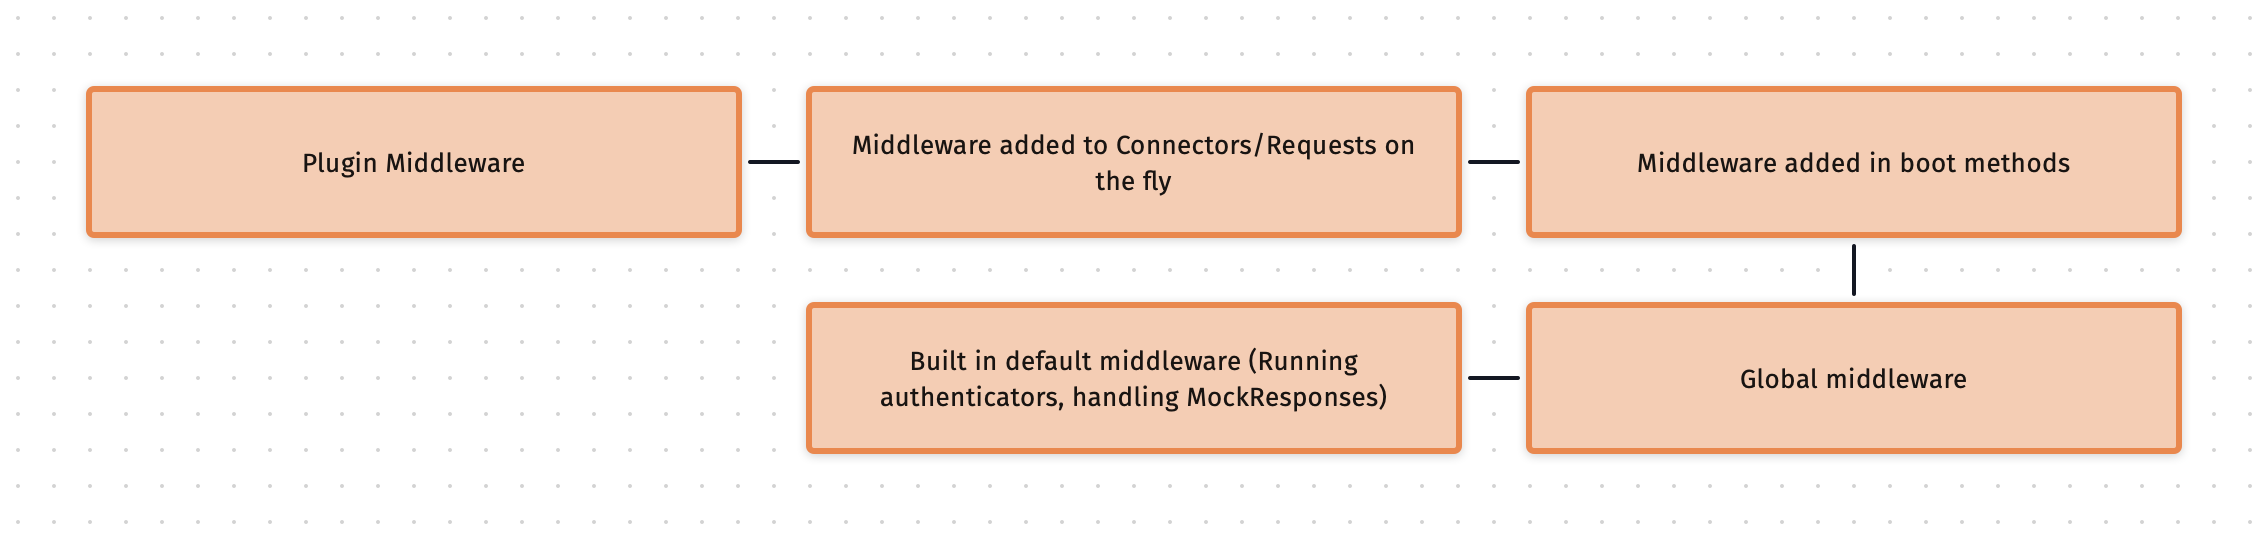 Plugin Middleware
Middleware added to Connectors/Requests on
the fly
Middleware added in boot methods
Built in default middleware (Running
authenticators, handling MockResponses)
Global middleware